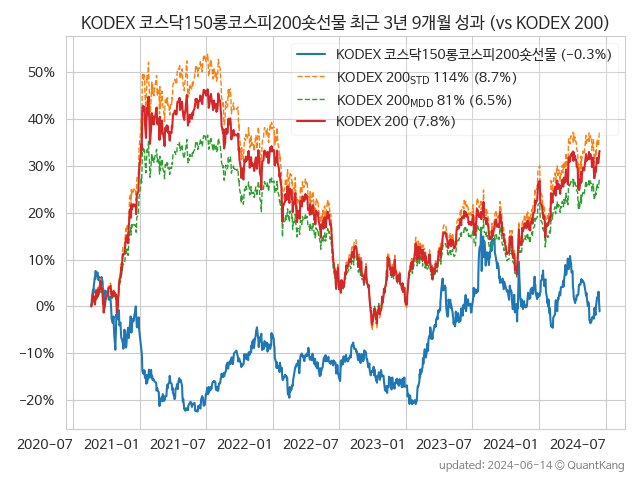 KODEX 코스닥150롱코스피200숏선물 최근 3년 9개월 성과 (vs KODEX 200)
KODEX 코스닥150롱코스피200숏선물 (−0.3%)
KODEX 200STD 114% (8.7%)
KODEX 200MDD 81% (6.5%)
KODEX 200 (7.8%)
50%
40%
30%
20%
10%
0%
−10%
−20%
2020-07 2021-01 2021-07 2022-01 2022-07 2023-01 2023-07 2024-01 2024-07
updated: 2024-06-14 © QuantKang